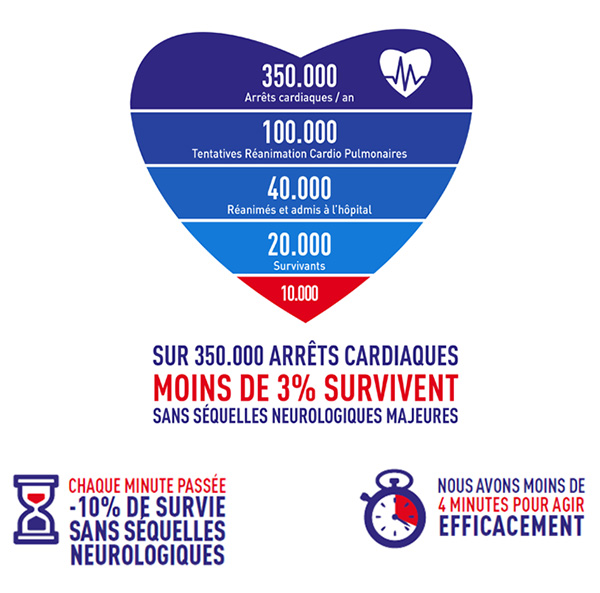 350.000
Arrêts cardiaques / an
100.000
Tentatives Réanimation Cardio Pulmonaires
40.000
Réanimés et admis à l'hôpital
20.000
Survivants
10.000
SUR 350.000 ARRÊTS CARDIAQUES
MOINS DE 3% SURVIVENT
SANS SÉQUELLES NEUROLOGIQUES MAJEURES
CHAQUE MINUTE PASSÉE
-10% DE SURVIE
SANS SÉQUELLES
NEUROLOGIQUES
NOUS AVONS MOINS DE
4 MINUTES POUR AGIR
EFFICACEMENT